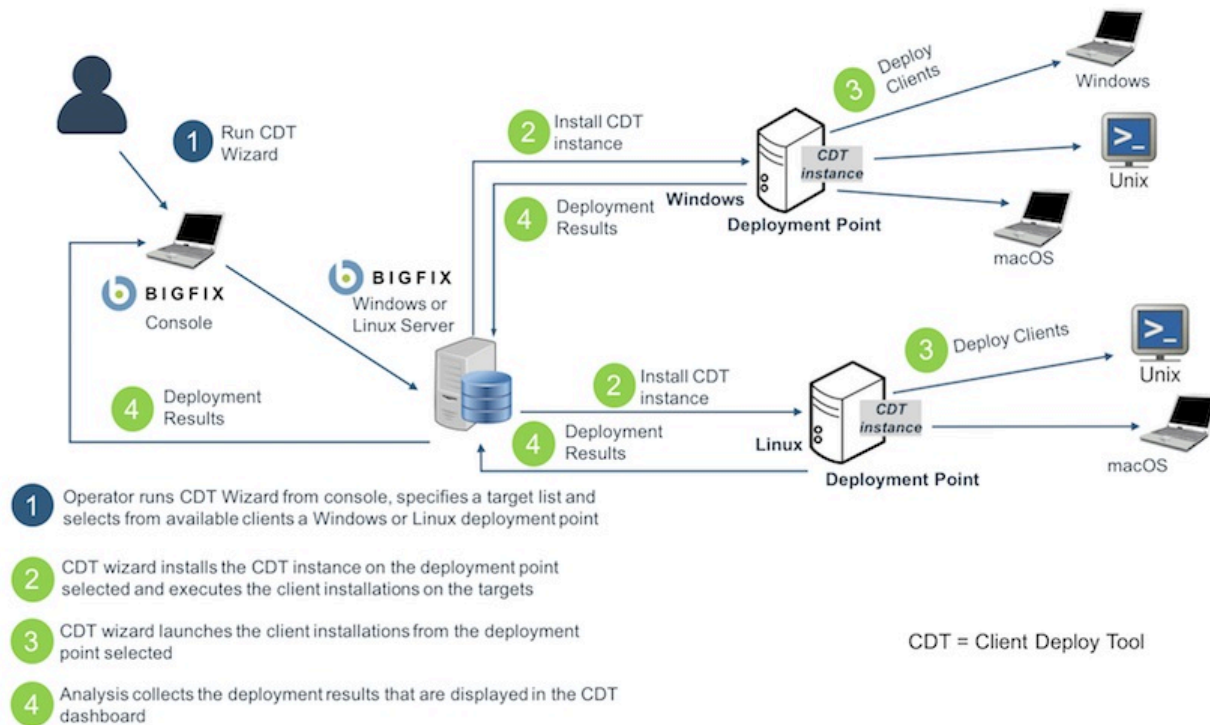 1
Run CDT
Wizard
BIGFIX
Console
4
Deployment
Results
BIGFIX
Windows or
Linux Server
2
Install CDT
instance
4
Deployment
Results
Windows
CDT
instance
Deployment Point
3
Deploy
Clients
Windows
>_
Unix
macOS
2
Install CDT
instance
4
Deployment
Results
Linux
CDT
instance
Deployment Point
3
Deploy Clients
>_
Unix
macOS
1
Operator runs CDT Wizard from console, specifies a target list and
selects from available clients a Windows or Linux deployment point
2
CDT wizard installs the CDT instance on the deployment point
selected and executes the client installations on the targets
3
CDT wizard launches the client installations from the deployment
point selected
4
Analysis collects the deployment results that are displayed in the CDT
dashboard
CDT = Client Deploy Tool